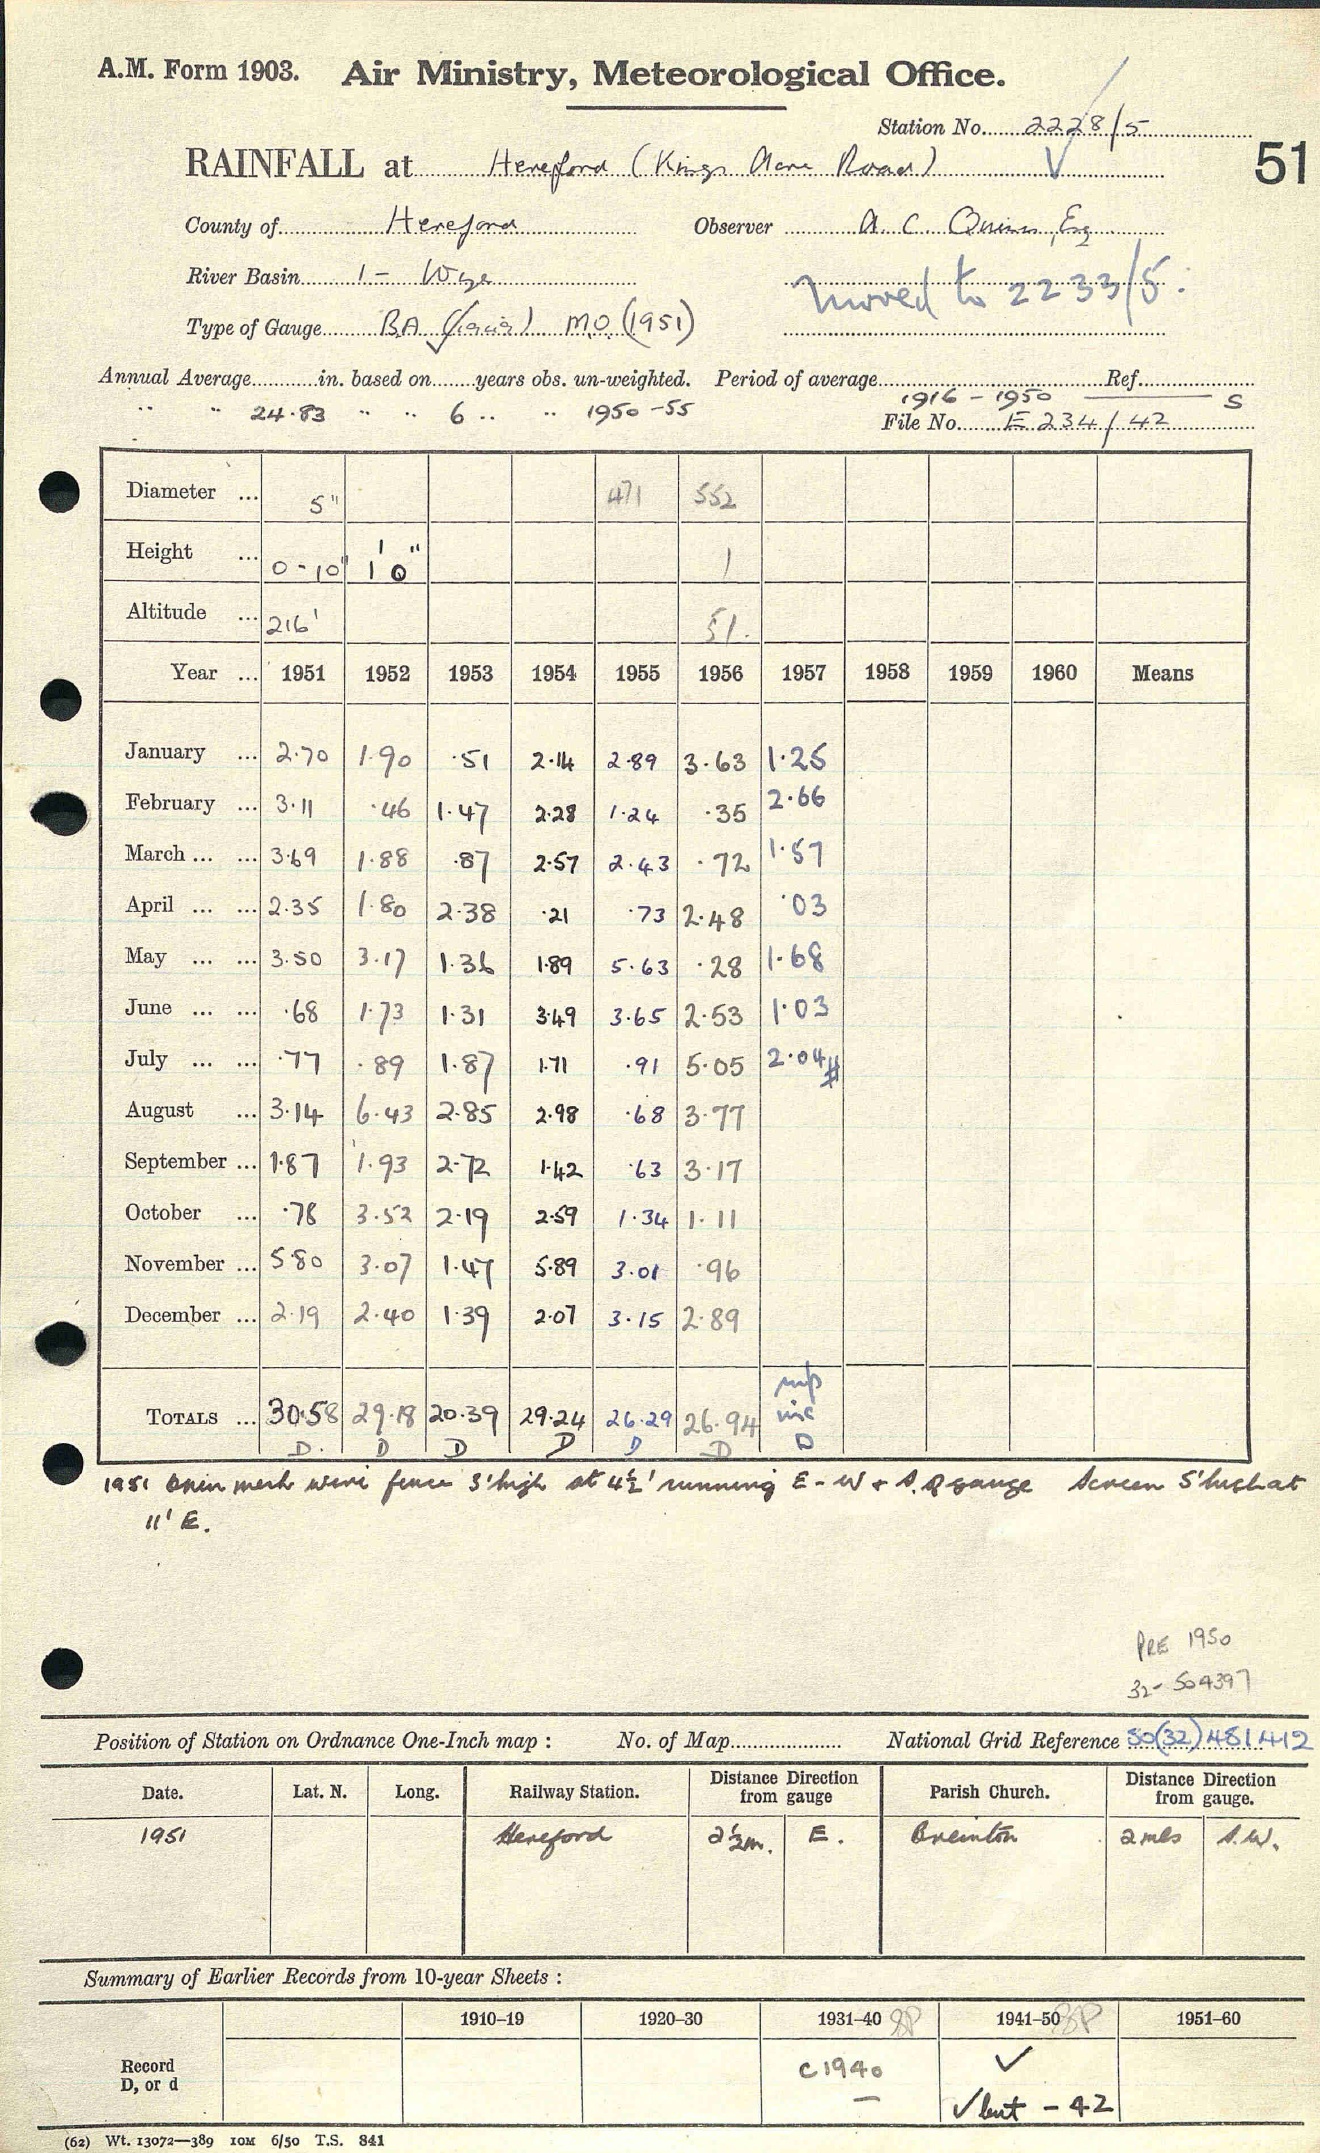 A.M. Form 1903. Air Ministry, Meteorological Office.
Station No. 2228/5
RAINFALL at Hereford (Kings Acre Road) 51
County of Hereford Observer A. C. Quinn, Esq
River Basin 1 - Wye moved to 2233/5.
Type of Gauge B.A. M.O. (1951)
Annual Average in. based on years obs. un-weighted. Period of average 1916-1950 Ref. S
" " 24.83 " " 6 " " 1950-55 File No. E 234/42
Diameter ... 5" 471 552
Height ... 0-10" 1' 0" 1
Altitude ... 216' 51.
Year ... 1951 1952 1953 1954 1955 1956 1957 1958 1959 1960 Means
January ... 2.70 1.90 .51 2.14 2.89 3.63 1.25
February ... 3.11 .46 1.47 2.28 1.24 .35 2.66
March ... ... 3.69 1.88 .87 2.57 2.43 .72 1.57
April ... ... 2.35 1.80 2.38 .21 .73 2.48 .03
May ... ... 3.50 3.17 1.36 1.89 5.63 .28 1.68
June ... ... .68 1.73 1.31 3.49 3.65 2.53 1.03
July ... ... .77 .89 1.87 1.71 .91 5.05 2.04#
August ... 3.14 6.43 2.85 2.98 .68 3.77
September ... 1.87 1.93 2.72 1.42 .63 3.17
October ... .78 3.52 2.19 2.59 1.34 1.11
November ... 5.80 3.07 1.47 5.89 3.01 .96
December ... 2.19 2.40 1.39 2.07 3.15 2.89
TOTALS ... 30.58 29.18 20.39 29.24 26.29 26.94 inc
D. D D D D D D
1951 Open mesh wire fence 3' high at 4½' running E-W + S. of gauge Screen 5' high at
11' E.
PRE 1950
32-504397
Position of Station on Ordnance One-Inch map : No. of Map National Grid Reference SO(32)481412
Date. Lat. N. Long. Railway Station. Distance from gauge Direction Parish Church. Distance from gauge. Direction
1951 Hereford 2½m. E. Breinton 2 mls S.W.
Summary of Earlier Records from 10-year Sheets :
1910-19 1920-30 1931-40 SP 1941-50 SP 1951-60
Record D, or d c1940 – ✓
✓ but - 42
(62) Wt. 13072—389 10M 6/50 T.S. 841